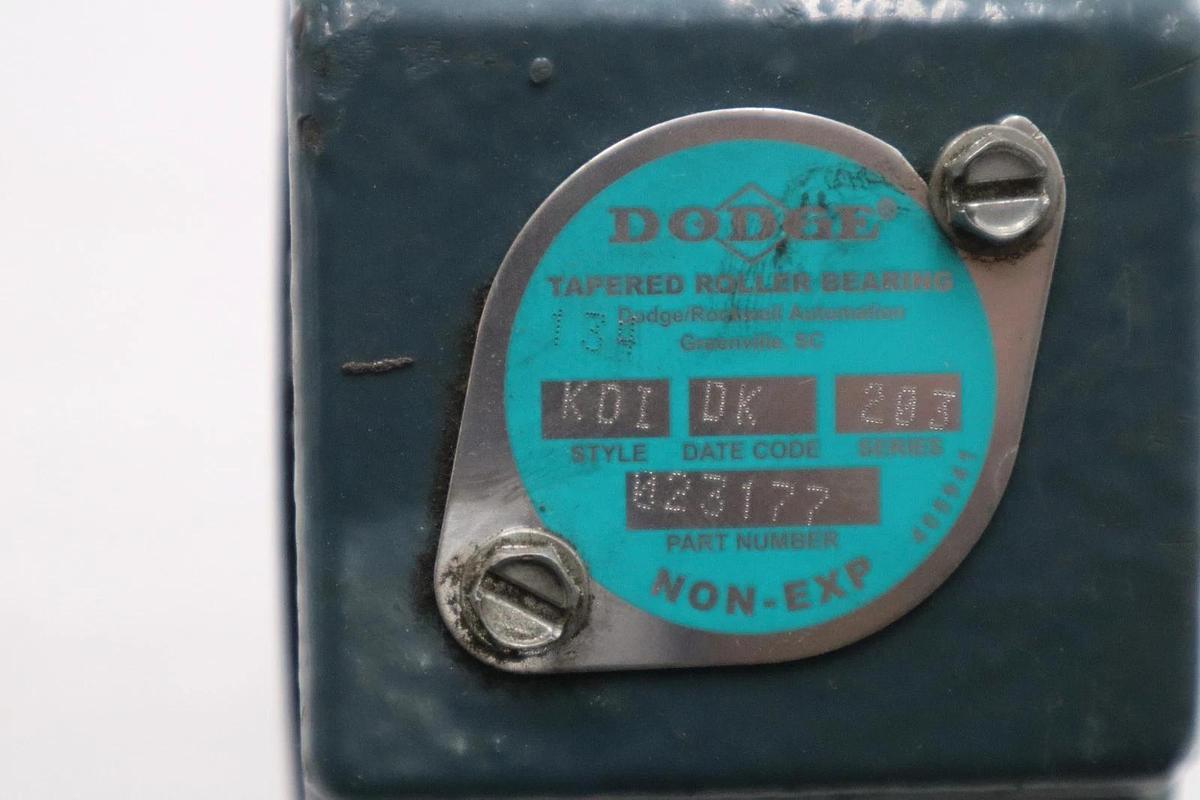 DODGE®
TAPERED ROLLER BEARING
Dodge/Rockwell Automation
130
Greenville, SC
KDI DK 203
STYLE DATE CODE SERIES
023177
PART NUMBER
NON-EXP